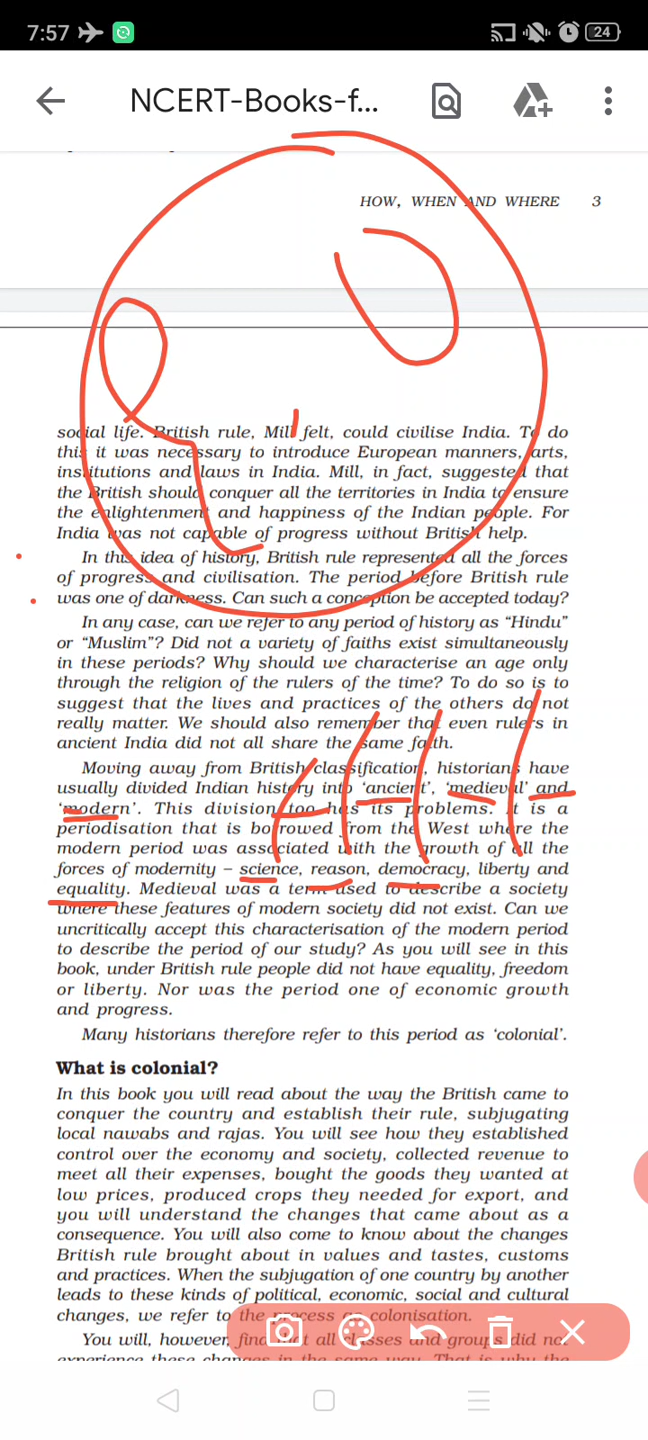 7:57
24
NCERT-Books-f...
HOW, WHEN AND WHERE 3
social life. British rule, Mill felt, could civilise India. To do
this it was necessary to introduce European manners, arts,
institutions and laws in India. Mill, in fact, suggested that
the British should conquer all the territories in India to ensure
the enlightenment and happiness of the Indian people. For
India was not capable of progress without British help.
In this idea of history, British rule represented all the forces
of progress and civilisation. The period before British rule
was one of darkness. Can such a conception be accepted today?
In any case, can we refer to any period of history as “Hindu”
or “Muslim”? Did not a variety of faiths exist simultaneously
in these periods? Why should we characterise an age only
through the religion of the rulers of the time? To do so is to
suggest that the lives and practices of the others do not
really matter. We should also remember that even rulers in
ancient India did not all share the same faith.
Moving away from British classification, historians have
usually divided Indian history into ‘ancient’, ‘medieval’ and
‘modern’. This division too has its problems. It is a
periodisation that is borrowed from the West where the
modern period was associated with the growth of all the
forces of modernity – science, reason, democracy, liberty and
equality. Medieval was a term used to describe a society
where these features of modern society did not exist. Can we
uncritically accept this characterisation of the modern period
to describe the period of our study? As you will see in this
book, under British rule people did not have equality, freedom
or liberty. Nor was the period one of economic growth
and progress.
Many historians therefore refer to this period as ‘colonial’.
What is colonial?
In this book you will read about the way the British came to
conquer the country and establish their rule, subjugating
local nawabs and rajas. You will see how they established
control over the economy and society, collected revenue to
meet all their expenses, bought the goods they wanted at
low prices, produced crops they needed for export, and
you will understand the changes that came about as a
consequence. You will also come to know about the changes
British rule brought about in values and tastes, customs
and practices. When the subjugation of one country by another
leads to these kinds of political, economic, social and cultural
changes, we refer to the process as colonisation.
You will, however, find that all classes and groups did not
experience these changes in the same way. That is why the